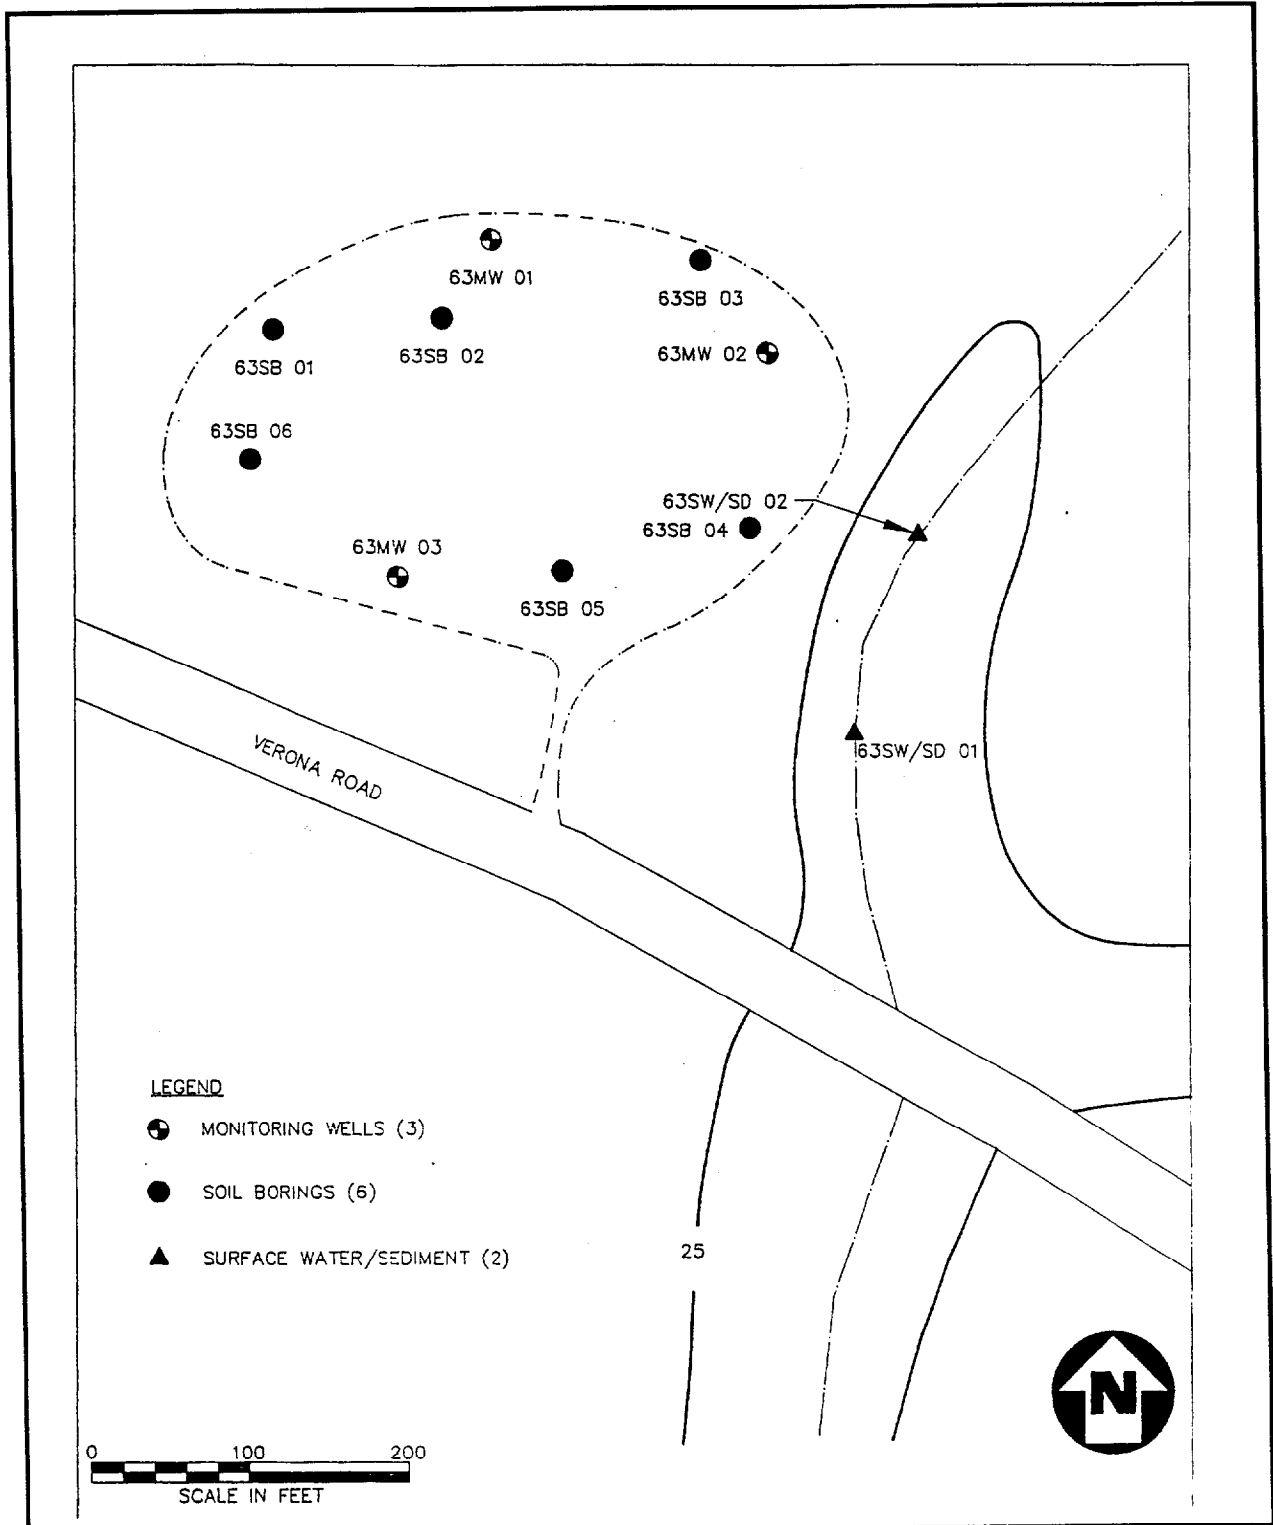 63MW 01
63SB 03
63SB 02
63MW 02
63SB 01
63SB 06
63SW/SD 02
63SB 04
63MW 03
63SB 05
63SW/SD 01
VERONA ROAD
LEGEND
MONITORING WELLS (3)
SOIL BORINGS (6)
SURFACE WATER/SEDIMENT (2)
25
N
0 100 200
SCALE IN FEET